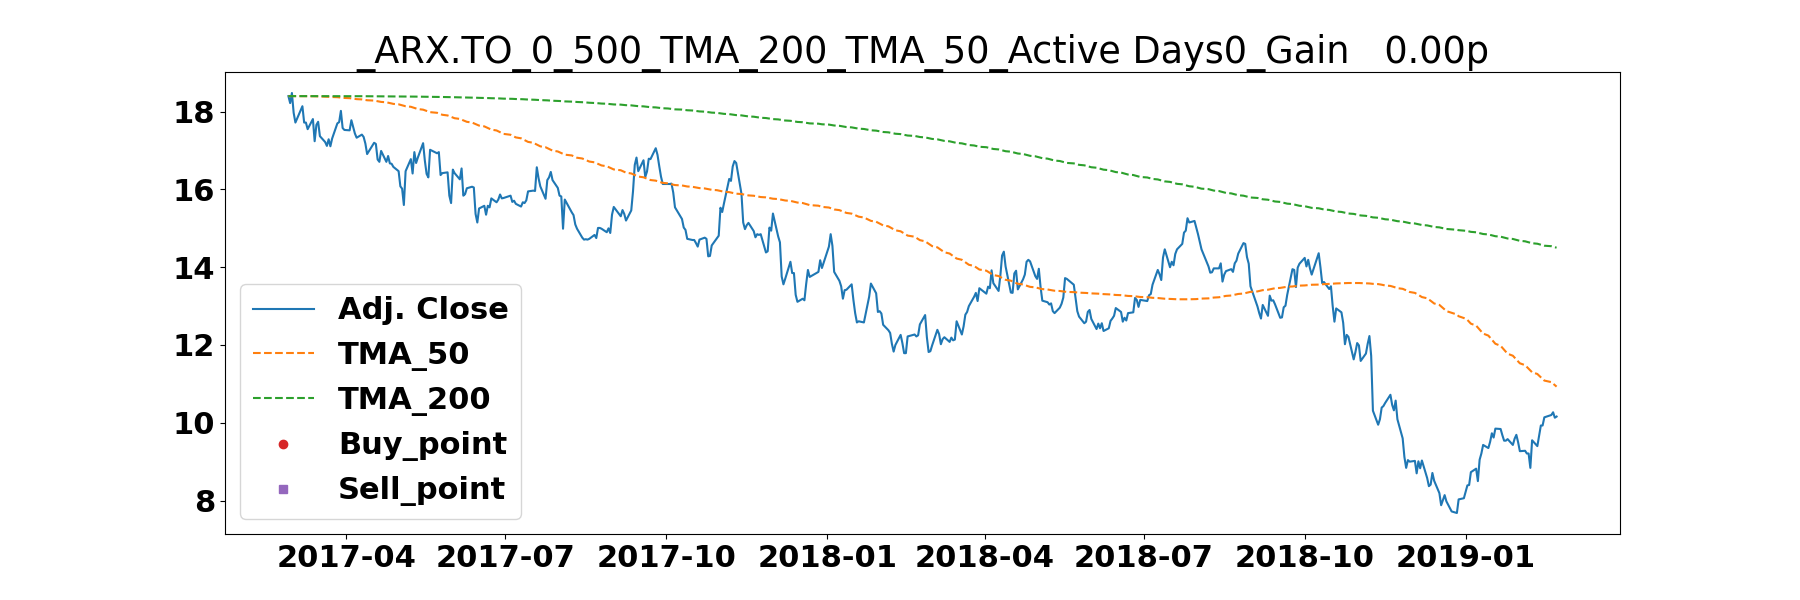 _ARX.TO_0_500_TMA_200_TMA_50_Active Days0_Gain   0.00p
18
16
14
12
10
8
Adj. Close
TMA_50
TMA_200
Buy_point
Sell_point
2017-04 2017-07 2017-10 2018-01 2018-04 2018-07 2018-10 2019-01